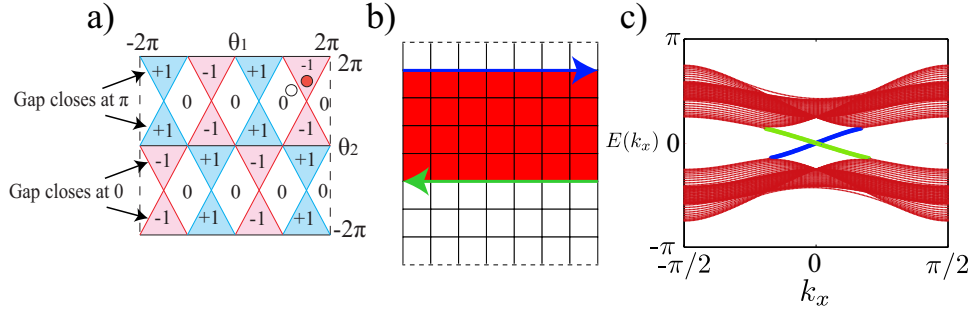 a)
b)
c)
-2π θ₁ 2π
2π
Gap closes at π
+1 -1 +1 -1
0 0 0 0
+1 -1 +1 -1
θ₂
-1 +1 -1 +1
Gap closes at 0
0 0 0 0
-1 +1 -1 +1
-2π
π
E(kₓ) 0
-π
-π/2 0 π/2
kₓ